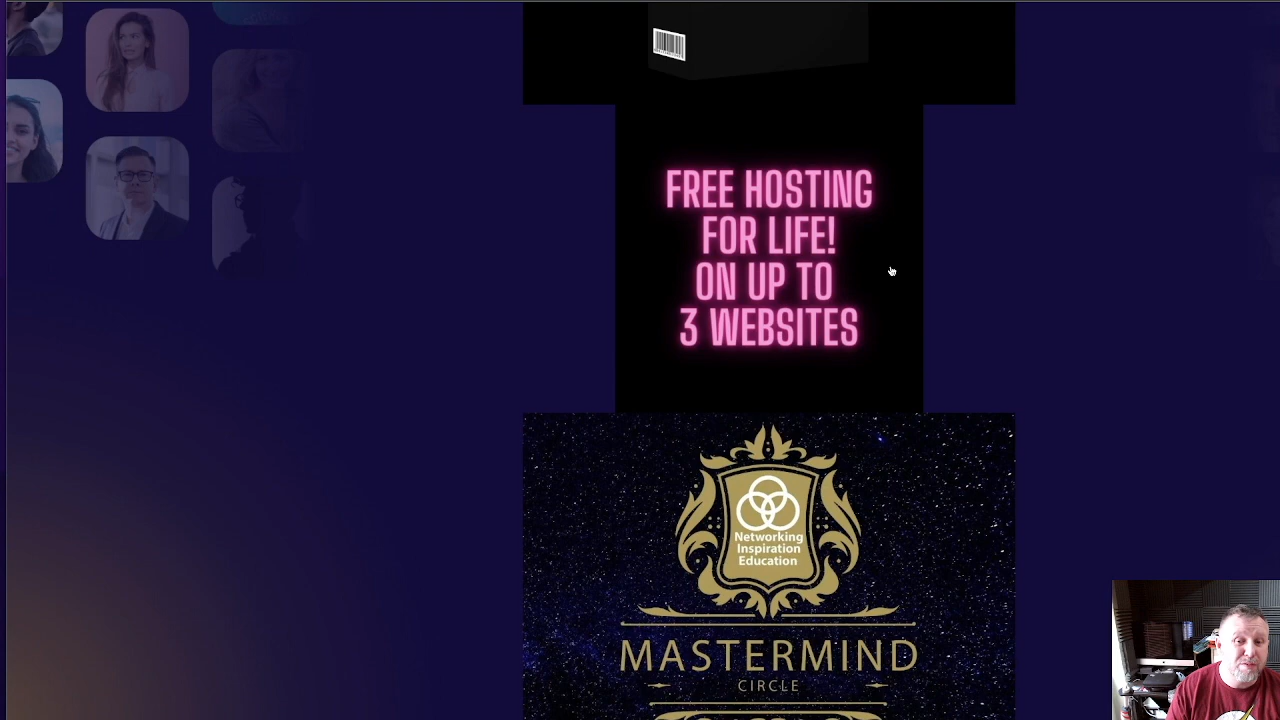 FREE HOSTING
FOR LIFE!
ON UP TO
3 WEBSITES
Networking
Inspiration
Education
MASTERMIND
CIRCLE